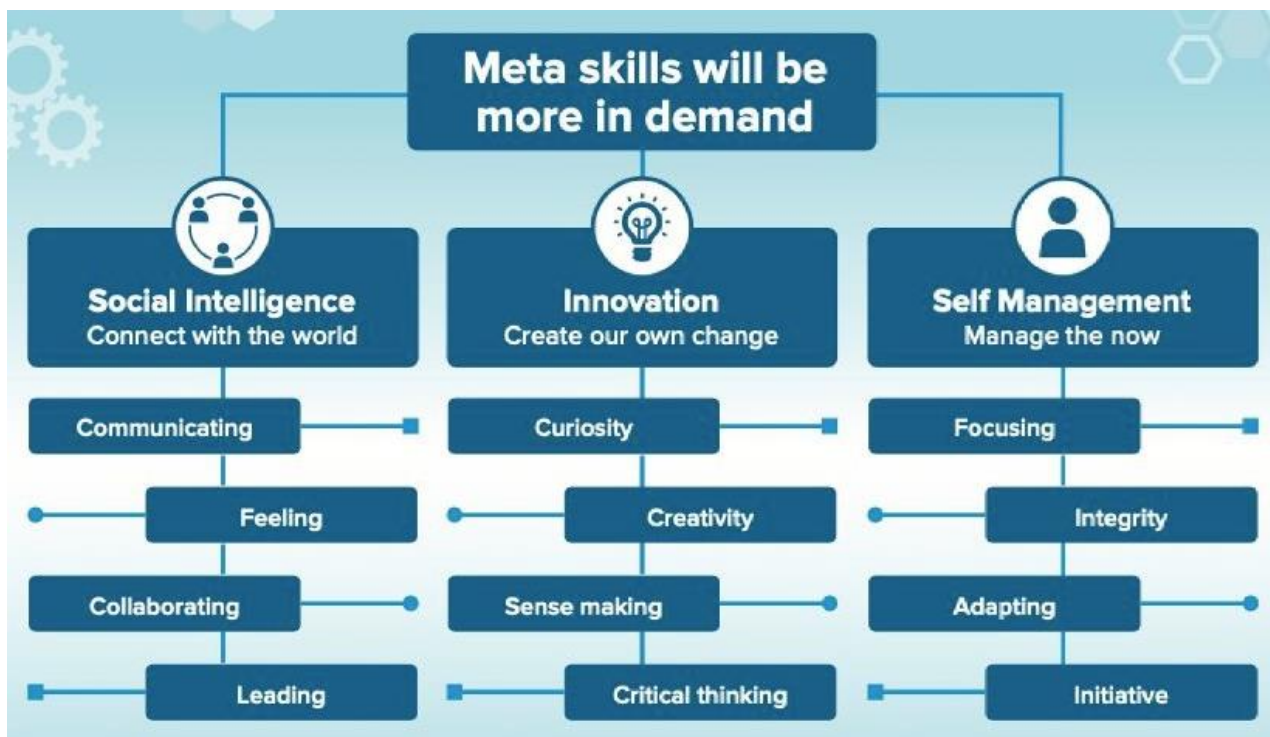 Meta skills will be
more in demand
Social Intelligence
Connect with the world
Communicating
Feeling
Collaborating
Leading
Innovation
Create our own change
Curiosity
Creativity
Sense making
Critical thinking
Self Management
Manage the now
Focusing
Integrity
Adapting
Initiative